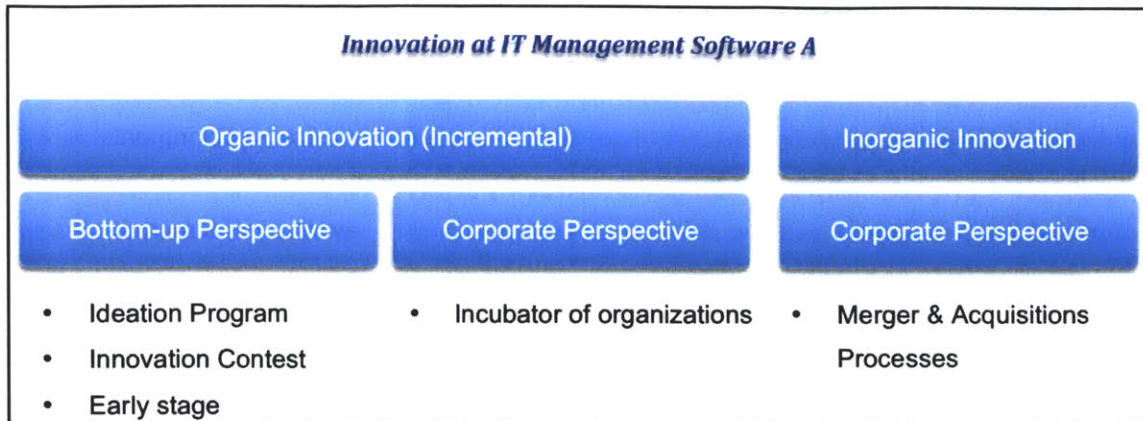 Innovation at IT Management Software A
Organic Innovation (Incremental)
Inorganic Innovation
Bottom-up Perspective
Corporate Perspective
Corporate Perspective
• Ideation Program
• Innovation Contest
• Early stage
• Incubator of organizations
• Merger & Acquisitions
Processes